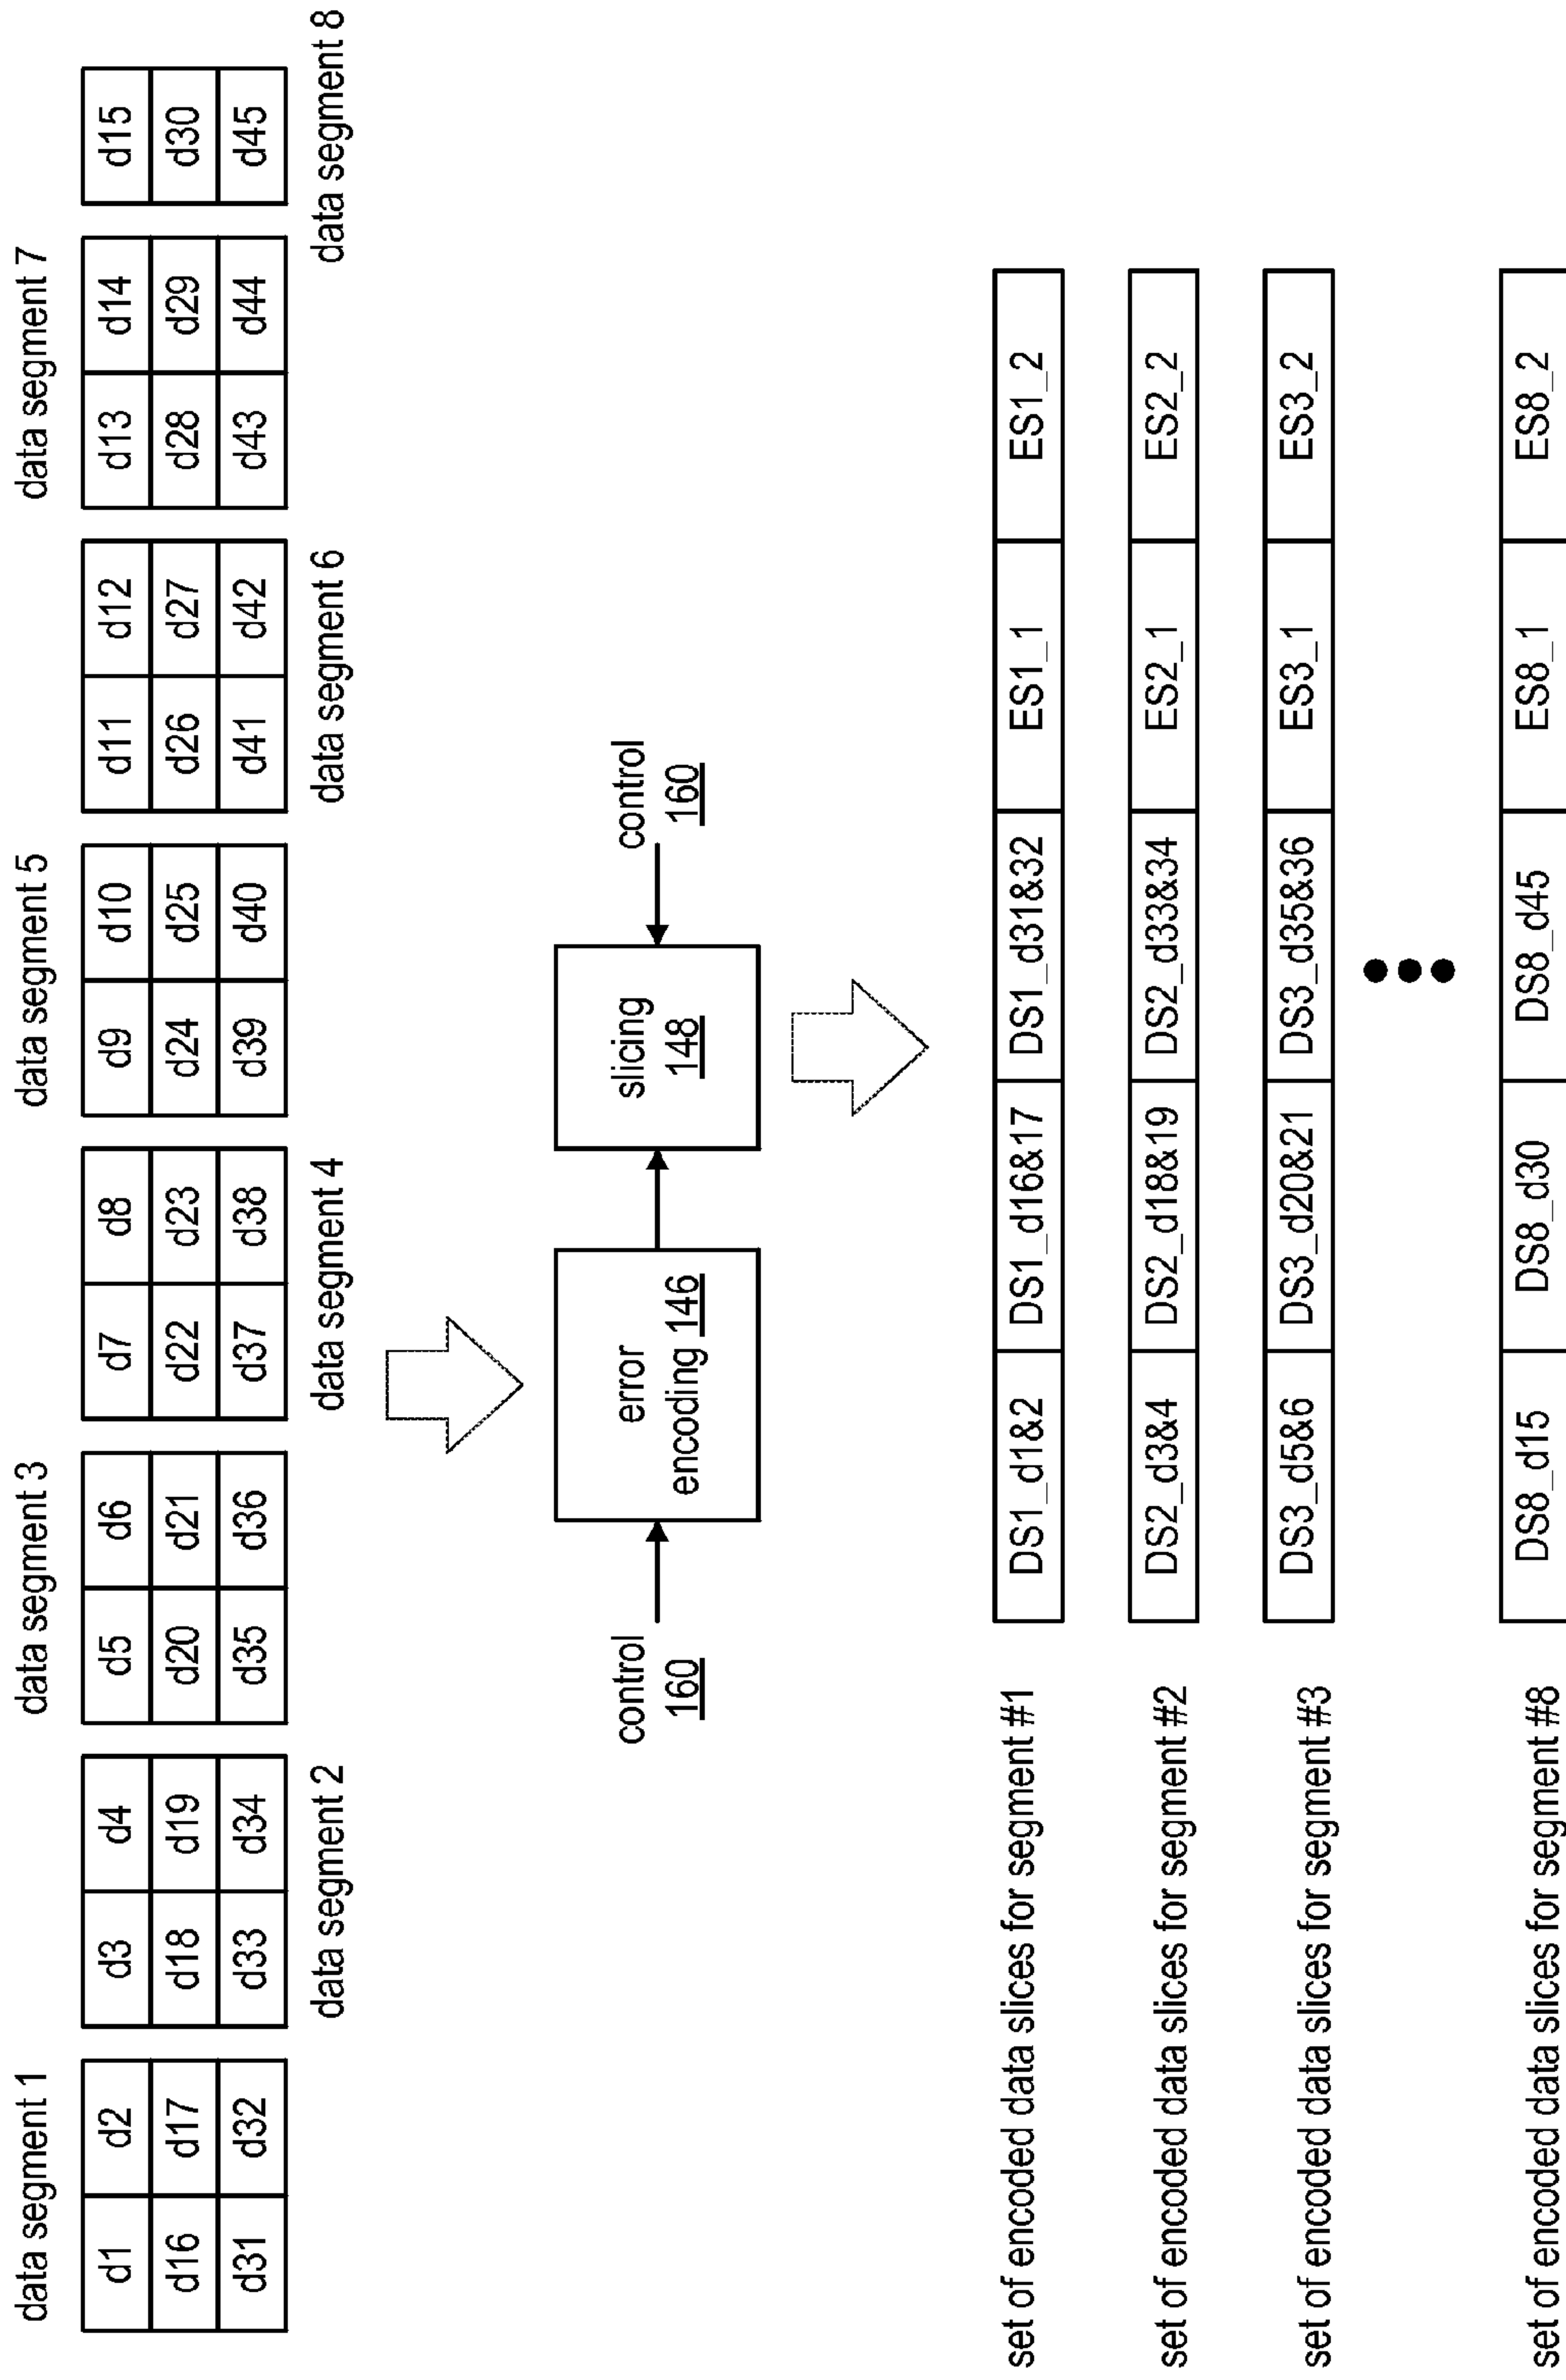 data segment 1
data segment 3
data segment 5
data segment 7
d1 d2 d3 d4 d5 d6 d7 d8 d9 d10 d11 d12 d13 d14 d15
d16 d17 d18 d19 d20 d21 d22 d23 d24 d25 d26 d27 d28 d29 d30
d31 d32 d33 d34 d35 d36 d37 d38 d39 d40 d41 d42 d43 d44 d45
data segment 2
data segment 4
data segment 6
data segment 8
control
160
error
encoding 146
slicing
148
control
160
set of encoded data slices for segment #1 DS1_d1&2 DS1_d16&17 DS1_d31&32 ES1_1 ES1_2
set of encoded data slices for segment #2 DS2_d3&4 DS2_d18&19 DS2_d33&34 ES2_1 ES2_2
set of encoded data slices for segment #3 DS3_d5&6 DS3_d20&21 DS3_d35&36 ES3_1 ES3_2
set of encoded data slices for segment #8 DS8_d15 DS8_d30 DS8_d45 ES8_1 ES8_2